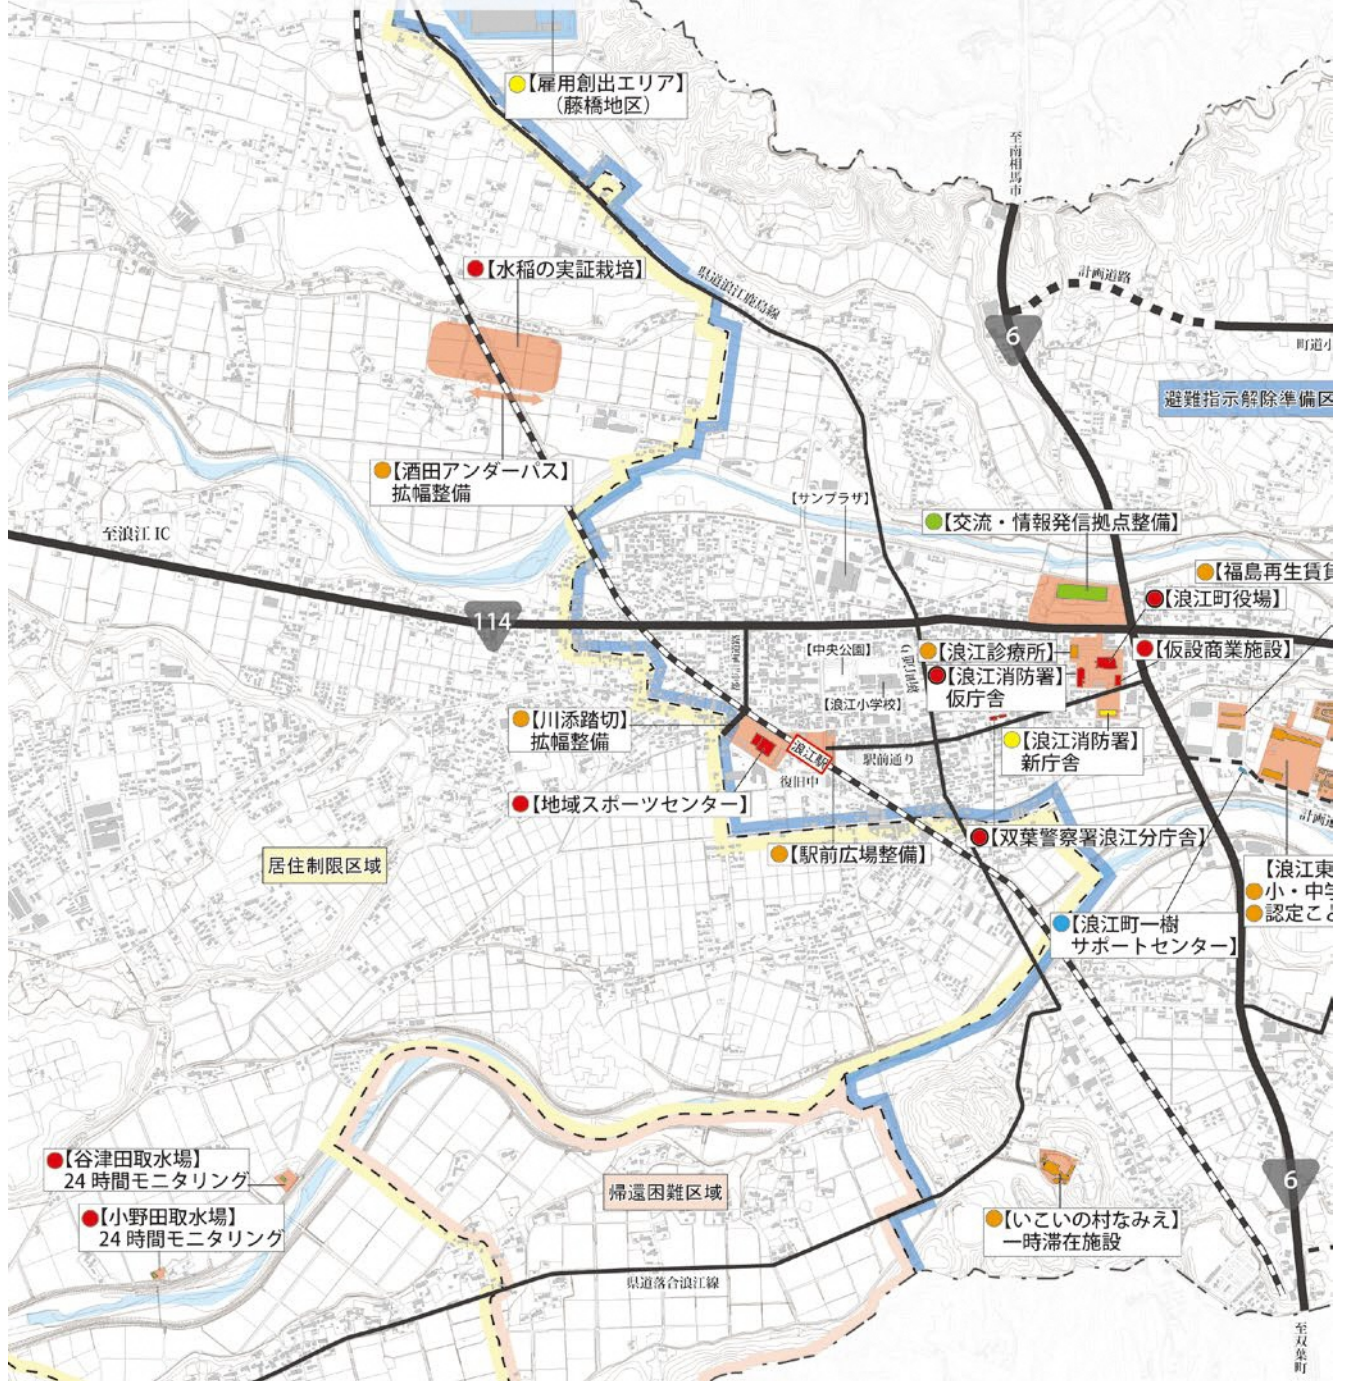 【雇用創出エリア】
（藤橋地区）
至南相馬市
【水稲の実証栽培】
県道浪江鹿島線
計画道路
6
町道小
避難指示解除準備区
【酒田アンダーパス】
拡幅整備
【サンプラザ】
【交流・情報発信拠点整備】
至浪江 IC
【福島再生賃貸
【浪江町役場】
114
【中央公園】
【浪江診療所】
【仮設商業施設】
【浪江消防署】
仮庁舎
【浪江小学校】
【川添踏切】
拡幅整備
【浪江消防署】
新庁舎
浪江駅
駅前通り
復旧中
【地域スポーツセンター】
計画道
【双葉警察署浪江分庁舎】
【駅前広場整備】
居住制限区域
【浪江東
小・中学
認定こど
【浪江町一樹
サポートセンター】
【谷津田取水場】
24 時間モニタリング
帰還困難区域
6
【小野田取水場】
24 時間モニタリング
【いこいの村なみえ】
一時滞在施設
県道落合浪江線
至双葉町